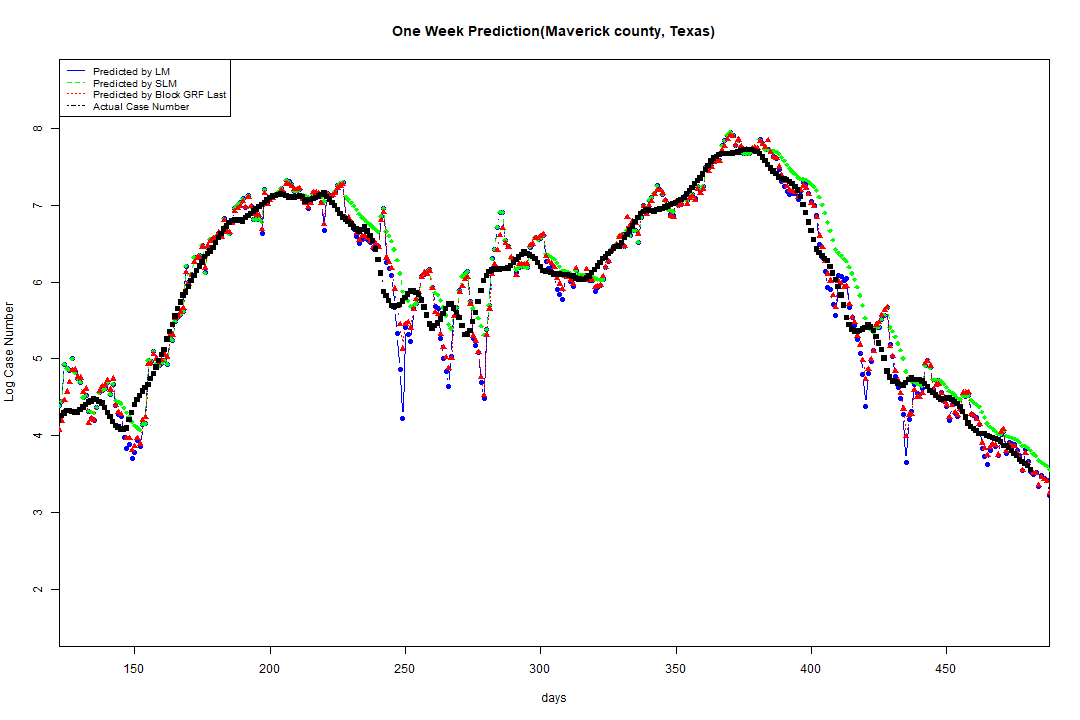 One Week Prediction(Maverick county, Texas)
Predicted by LM
Predicted by SLM
Predicted by Block GRF Last
Actual Case Number
8
7
6
5
4
3
2
Log Case Number
150 200 250 300 350 400 450
days